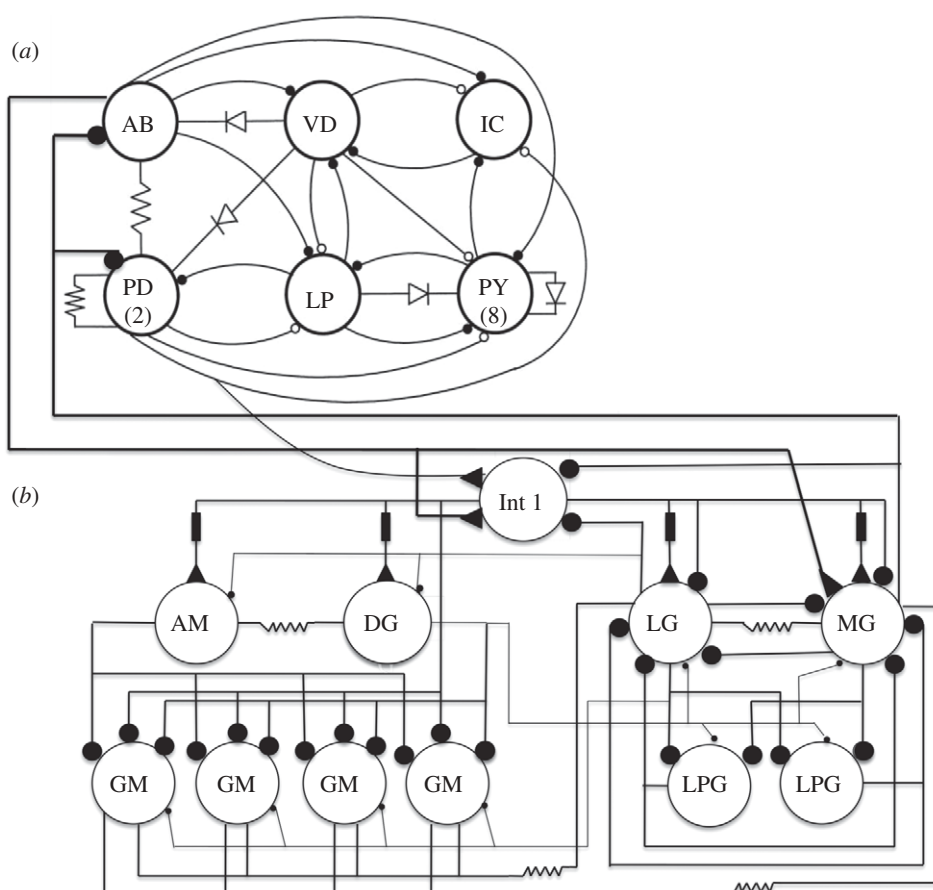 (a)
AB
VD
IC
PD
(2)
LP
PY
(8)
(b)
Int 1
AM
DG
LG
MG
GM
GM
GM
GM
LPG
LPG